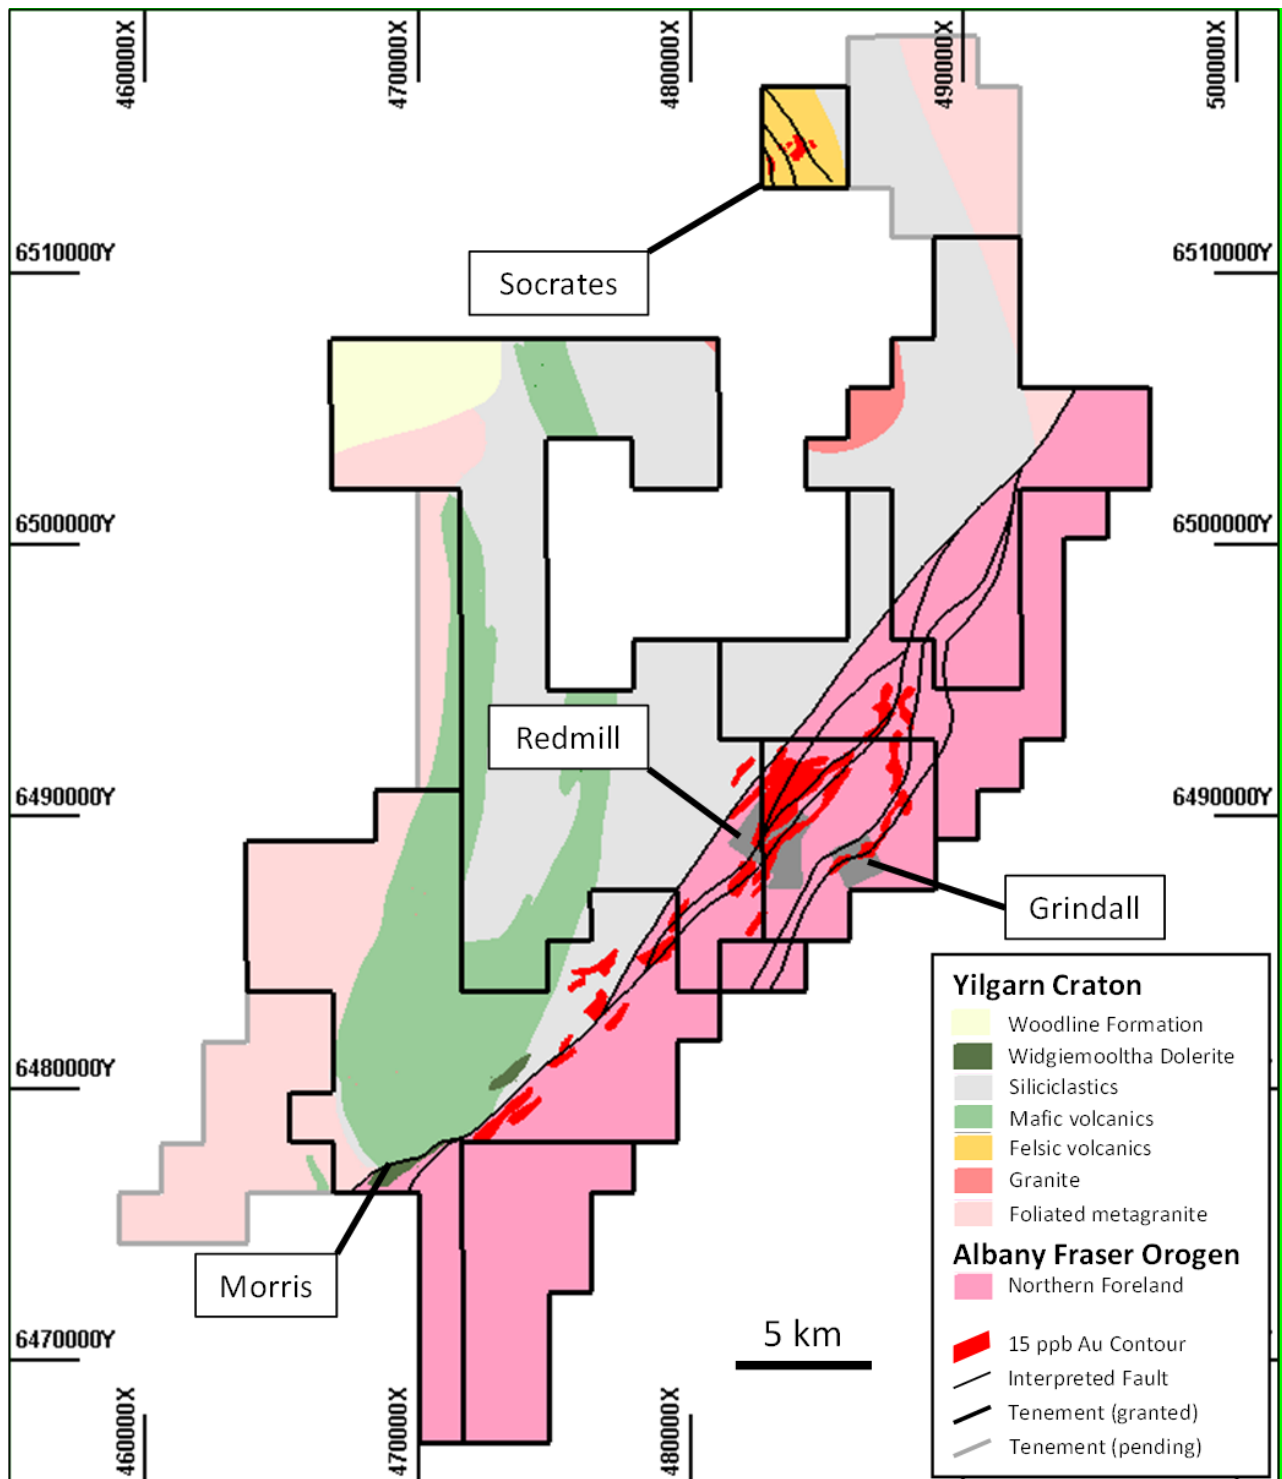 460000X
470000X
480000X
490000X
500000X
6510000Y
6510000Y
Socrates
6500000Y
6500000Y
Redmill
6490000Y
6490000Y
Grindall
Yilgarn Craton
Woodline Formation
Widgiemooltha Dolerite
Siliciclastics
Mafic volcanics
Felsic volcanics
Granite
Foliated metagranite
Albany Fraser Orogen
Northern Foreland
15 ppb Au Contour
Interpreted Fault
Tenement (granted)
Tenement (pending)
6480000Y
Morris
5 km
6470000Y
460000X
470000X
480000X